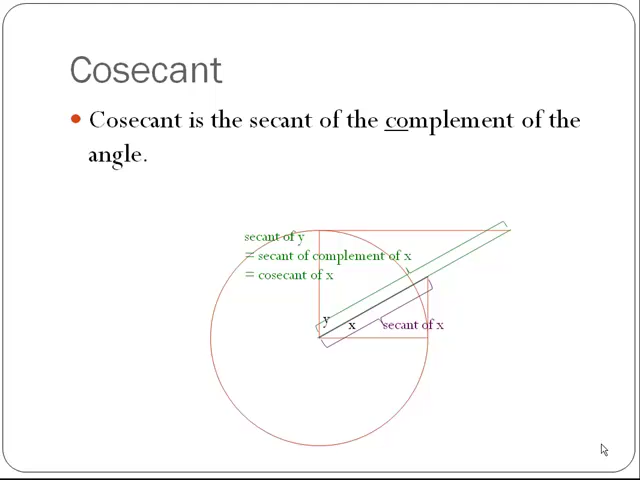 Cosecant
Cosecant is the secant of the complement of the
angle.
secant of y
= secant of complement of x
= cosecant of x
y
x
secant of x